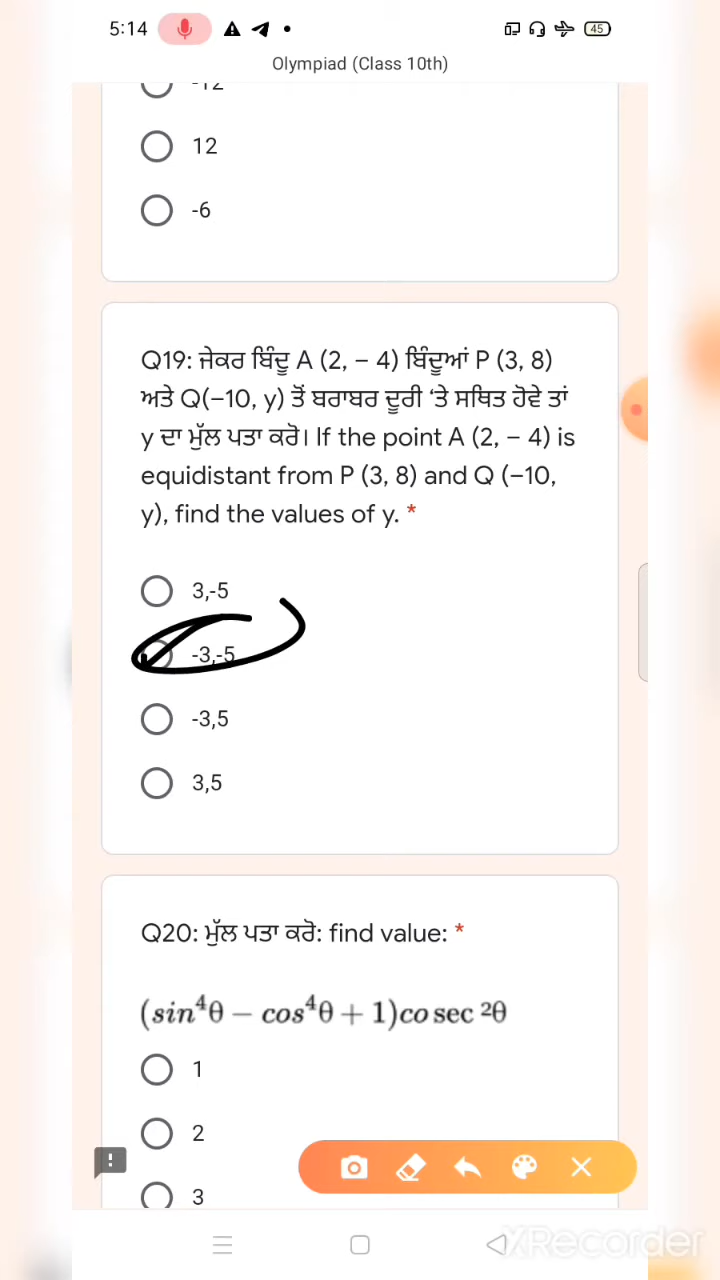 5:14
45
Olympiad (Class 10th)
-12
12
-6
Q19: ਜੇਕਰ ਬਿੰਦੂ A (2, – 4) ਬਿੰਦੂਆਂ P (3, 8)
ਅਤੇ Q(–10, y) ਤੋਂ ਬਰਾਬਰ ਦੂਰੀ ‘ਤੇ ਸਥਿਤ ਹੋਵੇ ਤਾਂ
y ਦਾ ਮੁੱਲ ਪਤਾ ਕਰੋ। If the point A (2, – 4) is
equidistant from P (3, 8) and Q (–10,
y), find the values of y. *
3,-5
-3,-5
-3,5
3,5
Q20: ਮੁੱਲ ਪਤਾ ਕਰੋ: find value: *
(sin⁴θ – cos⁴θ + 1)co sec ²θ
1
2
3
XRecorder